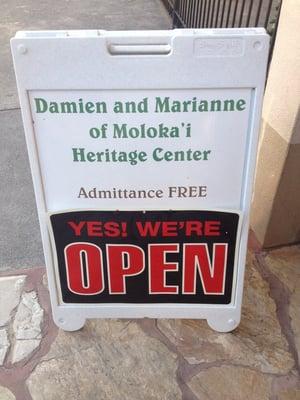 Damien and Marianne
of Moloka'i
Heritage Center
Admittance FREE
YES! WE'RE
OPEN